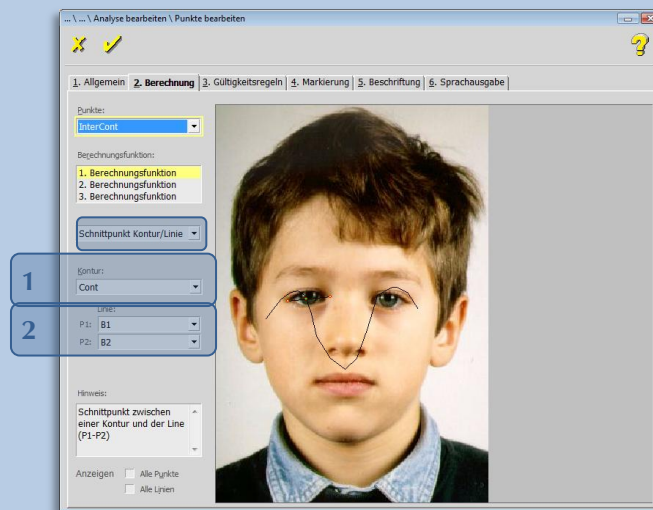 ... \ ... \ Analyse bearbeiten \ Punkte bearbeiten
1. Allgemein 2. Berechnung 3. Gültigkeitsregeln 4. Markierung 5. Beschriftung 6. Sprachausgabe
Punkte:
InterCont
Berechnungsfunktion:
1. Berechnungsfunktion
2. Berechnungsfunktion
3. Berechnungsfunktion
Schnittpunkt Kontur/Linie
1
Kontur:
Cont
2
Linie:
P1: B1
P2: B2
Hinweis:
Schnittpunkt zwischen
einer Kontur und der Line
(P1-P2)
Anzeigen Alle Punkte
Alle Linien